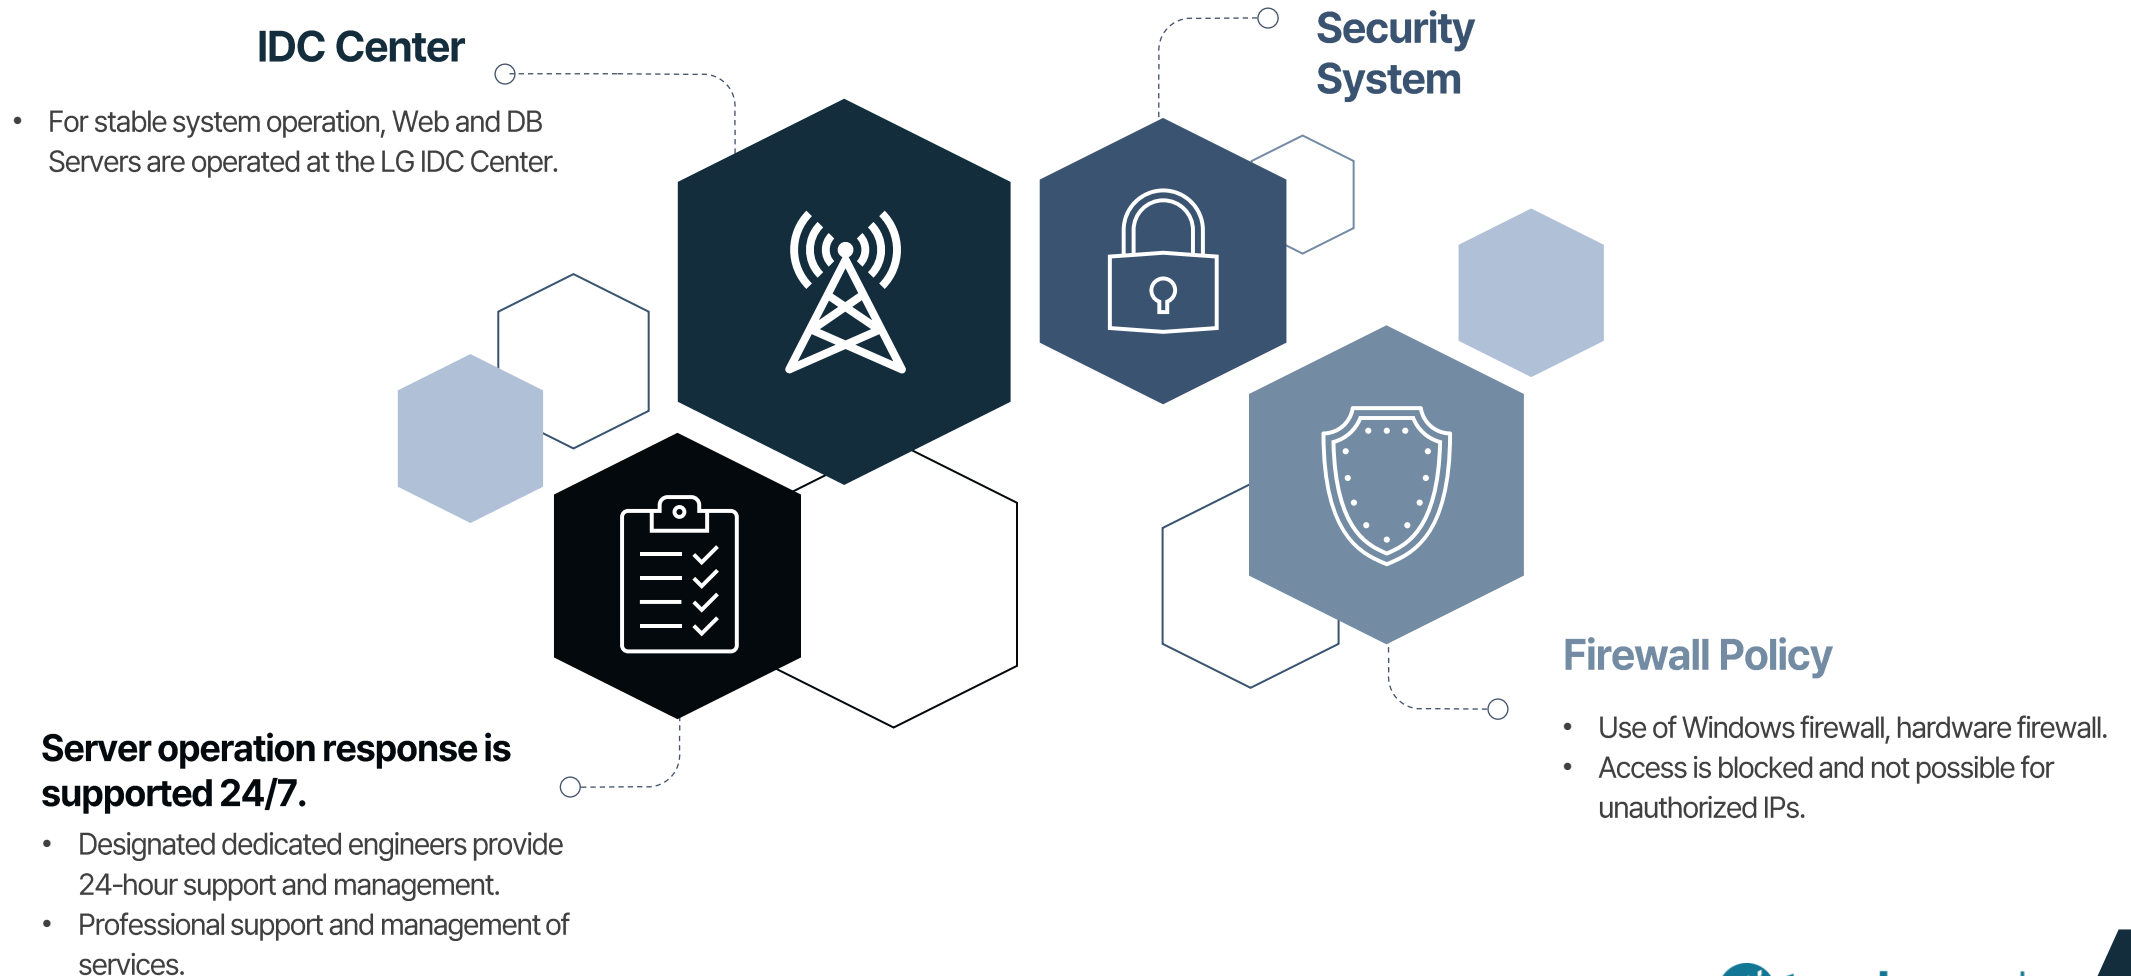 IDC Center
• For stable system operation, Web and DB
Servers are operated at the LG IDC Center.
Security
System
Server operation response is
supported 24/7.
• Designated dedicated engineers provide
24-hour support and management.
• Professional support and management of
services.
Firewall Policy
• Use of Windows firewall, hardware firewall.
• Access is blocked and not possible for
unauthorized IPs.